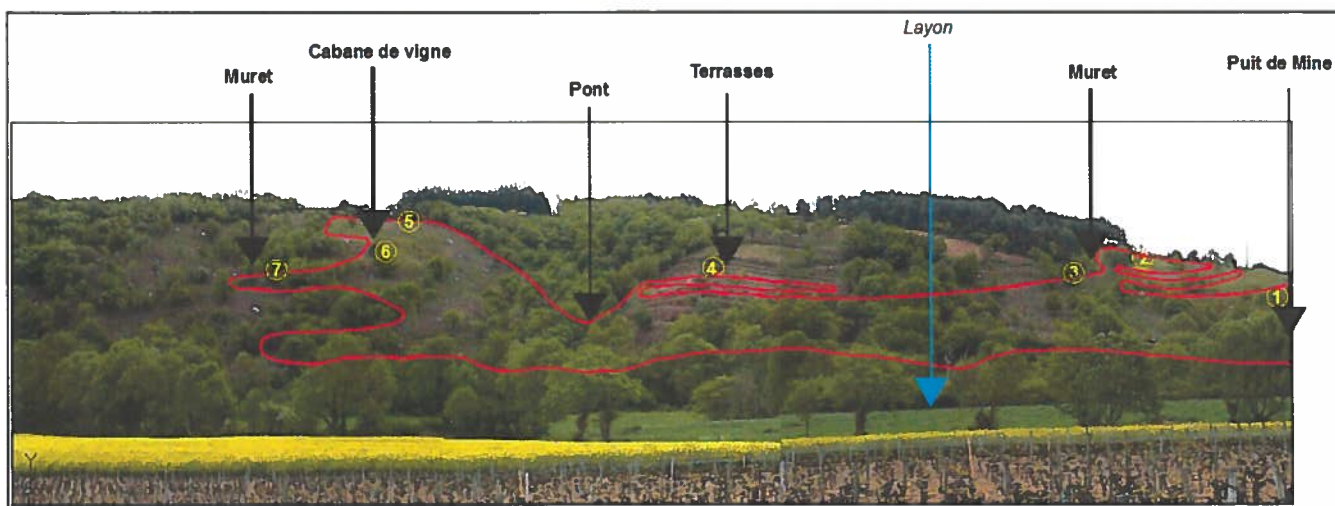 Layon
Cabane de vigne
Muret
Pont
Terrasses
Muret
Puit de Mine
5
6
7
4
3
2
1